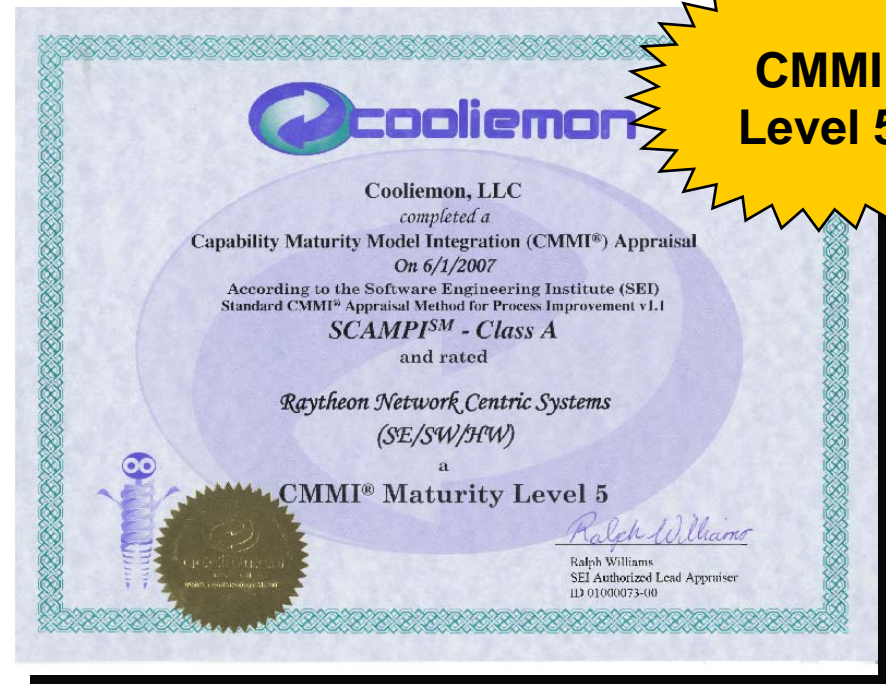 CMMI
Level 5
cooliemon
Cooliemon, LLC
completed a
Capability Maturity Model Integration (CMMI®) Appraisal
On 6/1/2007
According to the Software Engineering Institute (SEI)
Standard CMMI® Appraisal Method for Process Improvement v1.1
SCAMPI℠ - Class A
and rated
Raytheon Network Centric Systems
(SE/SW/HW)
a
CMMI® Maturity Level 5
Ralph Williams
Ralph Williams
SEI Authorized Lead Appraiser
ID 01000073-00